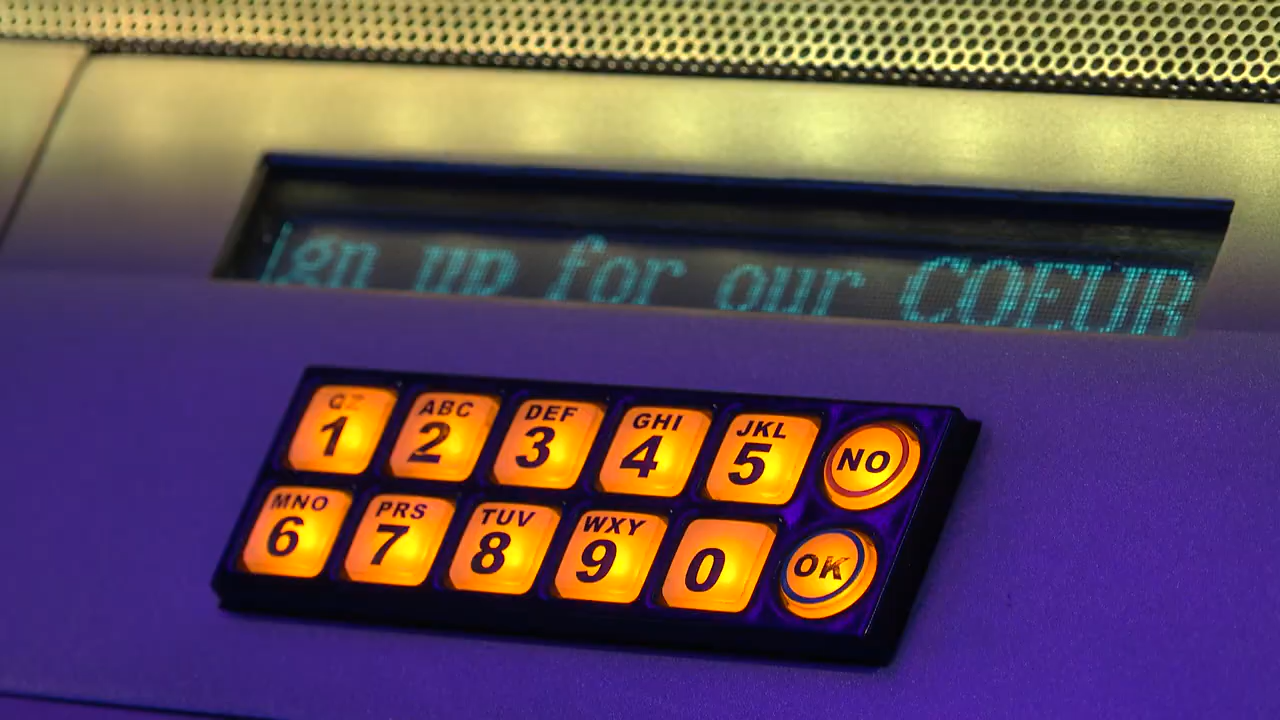 ign up for our COEUR
QZ ABC DEF GHI JKL
1 2 3 4 5 NO
MNO PRS TUV WXY
6 7 8 9 0 OK